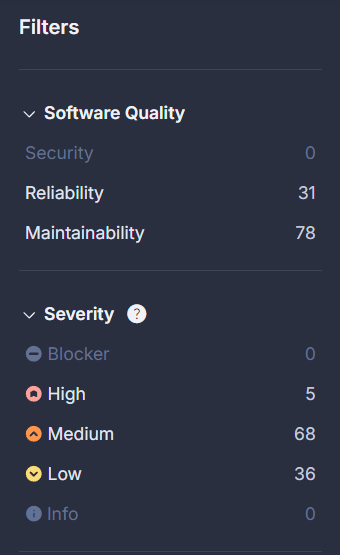 Filters
Software Quality
Security 0
Reliability 31
Maintainability 78
Severity ?
Blocker 0
High 5
Medium 68
Low 36
Info 0